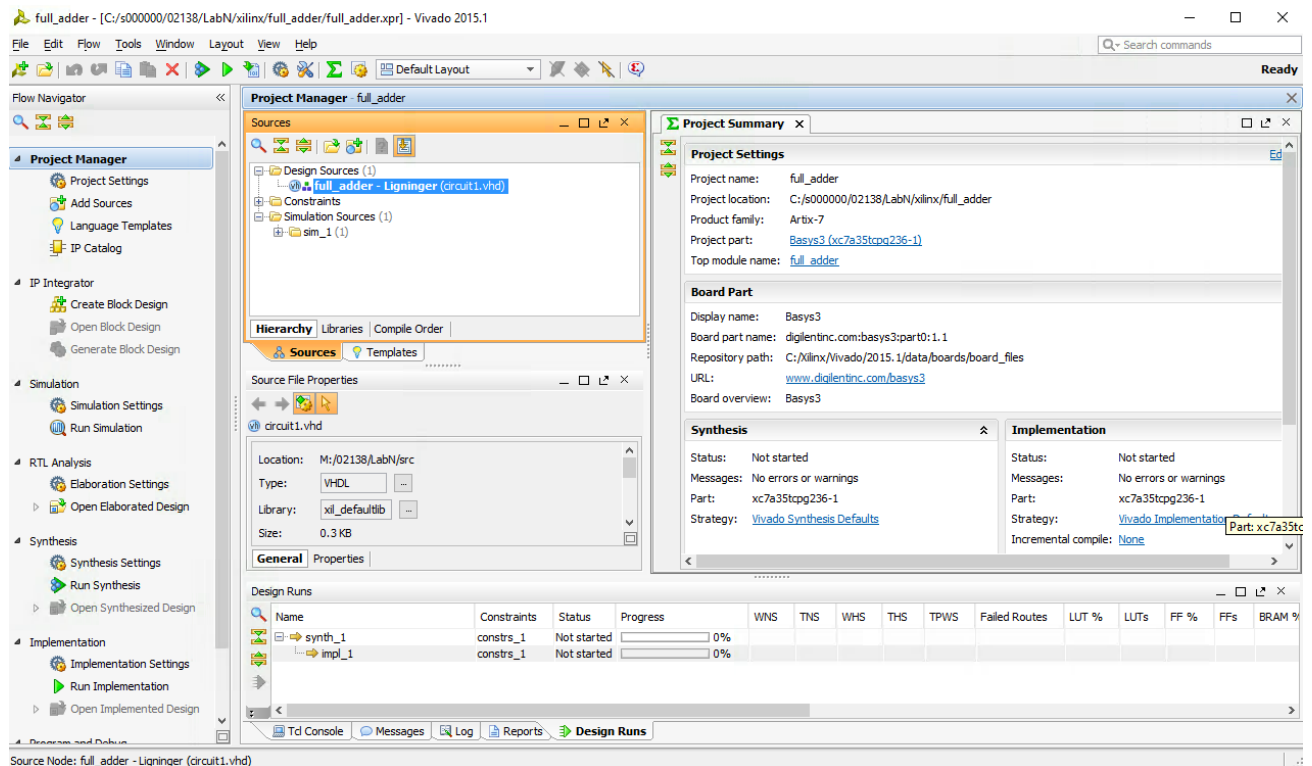 full_adder - [C:/s000000/02138/LabN/xilinx/full_adder/full_adder.xpr] - Vivado 2015.1
File Edit Flow Tools Window Layout View Help
Search commands
Default Layout
Ready
Flow Navigator
Project Manager
Project Settings
Add Sources
Language Templates
IP Catalog
IP Integrator
Create Block Design
Open Block Design
Generate Block Design
Simulation
Simulation Settings
Run Simulation
RTL Analysis
Elaboration Settings
Open Elaborated Design
Synthesis
Synthesis Settings
Run Synthesis
Open Synthesized Design
Implementation
Implementation Settings
Run Implementation
Open Implemented Design
Program and Debug
Project Manager - full_adder
Sources
Design Sources (1)
full_adder - Ligninger (circuit1.vhd)
Constraints
Simulation Sources (1)
sim_1 (1)
Hierarchy Libraries Compile Order
Sources Templates
Source File Properties
circuit1.vhd
Location: M:/02138/LabN/src
Type: VHDL ...
Library: xil_defaultlib ...
Size: 0.3 KB
General Properties
Project Summary
Project Settings Ed
Project name: full_adder
Project location: C:/s000000/02138/LabN/xilinx/full_adder
Product family: Artix-7
Project part: Basys3 (xc7a35tcpg236-1)
Top module name: full_adder
Board Part
Display name: Basys3
Board part name: digilentinc.com:basys3:part0:1.1
Repository path: C:/Xilinx/Vivado/2015.1/data/boards/board_files
URL: www.digilentinc.com/basys3
Board overview: Basys3
Synthesis
Status: Not started
Messages: No errors or warnings
Part: xc7a35tcpg236-1
Strategy: Vivado Synthesis Defaults
Implementation
Status: Not started
Messages: No errors or warnings
Part: xc7a35tcpg236-1
Strategy: Vivado Implementation
Part: xc7a35tc
Incremental compile: None
Design Runs
Name Constraints Status Progress WNS TNS WHS THS TPWS Failed Routes LUT % LUTs FF % FFs BRAM %
synth_1 constrs_1 Not started 0%
impl_1 constrs_1 Not started 0%
Tcl Console Messages Log Reports Design Runs
Source Node: full_adder - Ligninger (circuit1.vhd)